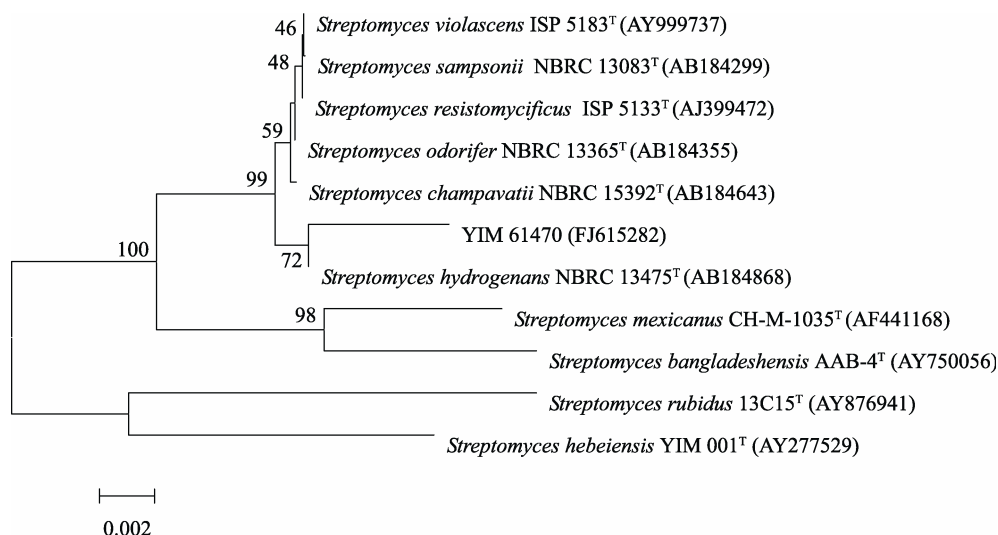 46
Streptomyces violascens ISP 5183ᵀ (AY999737)
48
Streptomyces sampsonii NBRC 13083ᵀ (AB184299)
Streptomyces resistomycificus ISP 5133ᵀ (AJ399472)
59
Streptomyces odorifer NBRC 13365ᵀ (AB184355)
99
Streptomyces champavatii NBRC 15392ᵀ (AB184643)
YIM 61470 (FJ615282)
100
72
Streptomyces hydrogenans NBRC 13475ᵀ (AB184868)
98
Streptomyces mexicanus CH-M-1035ᵀ (AF441168)
Streptomyces bangladeshensis AAB-4ᵀ (AY750056)
Streptomyces rubidus 13C15ᵀ (AY876941)
Streptomyces hebeiensis YIM 001ᵀ (AY277529)
0.002